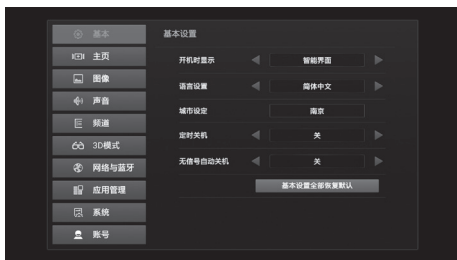 基本
基本设置
主页
开机时显示 智能界面
图像
语言设置 简体中文
声音
城市设定 南京
频道
定时关机 关
3D模式
无信号自动关机 关
网络与蓝牙
基本设置全部恢复默认
应用管理
系统
账号